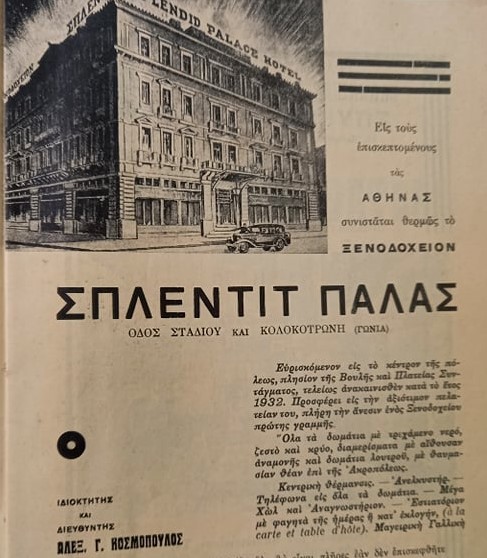 SPLENDID PALACE HOTEL
Εἰς τοὺς
ἐπισκεπτομένους
τὰς
ΑΘΗΝΑΣ
συνιστᾶται θερμῶς τὸ
ΞΕΝΟΔΟΧΕΙΟΝ
ΣΠΛΕΝΤΙΤ ΠΑΛΑΣ
ΟΔΟΣ ΣΤΑΔΙΟΥ ΚΑΙ ΚΟΛΟΚΟΤΡΩΝΗ (ΓΩΝΙΑ)
Εὑρισκόμενον εἰς τὸ κέντρον τῆς πό-
λεως, πλησίον τῆς Βουλῆς καὶ Πλατείας Συν-
τάγματος, τελείως ἀνακαινισθὲν κατὰ τὸ ἔτος
1932. Προσφέρει εἰς τὴν ἀξιότιμον πελα-
τείαν του, πλήρη τὴν ἄνεσιν ἑνὸς Ξενοδοχείου
πρώτης γραμμῆς.
Ὅλα τὰ δωμάτια μὲ τρεχάμενο νερό,
ζεστὸ καὶ κρύο, διαμερίσματα μὲ αἴθουσαν
ἀναμονῆς καὶ δωμάτια λουτροῦ, μὲ θαυμα-
σίαν θέαν ἐπὶ τῆς Ἀκροπόλεως.
Κεντρικὴ θέρμανσις. — Ἀνελκυστήρ. —
Τηλέφωνα εἰς ὅλα τὰ δωμάτια. — Μέγα
Χὼλ καὶ Ἀναγνωστήριον. — Ἑστιατόριον
μὲ φαγητὰ τῆς ἡμέρας ἢ κατ' ἐκλογήν, (à la
carte et table d'hôte). Μαγειρικὴ Γαλλικὴ
ΙΔΙΟΚΤΗΤΗΣ
ΚΑΙ
ΔΙΕΥΘΥΝΤΗΣ
ΑΛΕΞ. Γ. ΚΟΣΜΟΠΟΥΛΟΣ